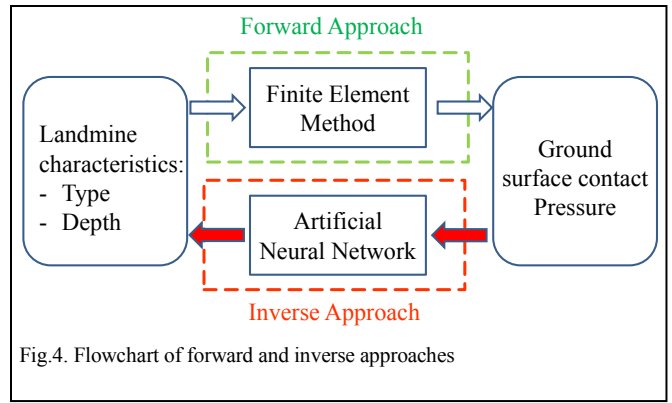 Forward Approach
Finite Element
Method
Landmine
characteristics:
- Type
- Depth
Ground
surface contact
Pressure
Artificial
Neural Network
Inverse Approach
Fig.4. Flowchart of forward and inverse approaches